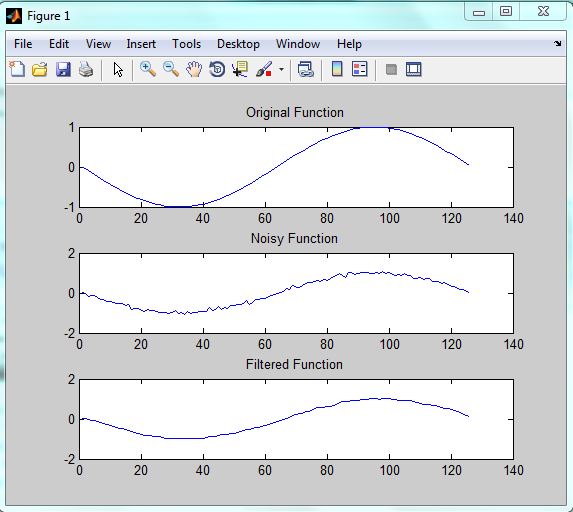 Figure 1
File Edit View Insert Tools Desktop Window Help
Original Function
1
0
-1
0 20 40 60 80 100 120 140
Noisy Function
2
0
-2
0 20 40 60 80 100 120 140
Filtered Function
2
0
-2
0 20 40 60 80 100 120 140